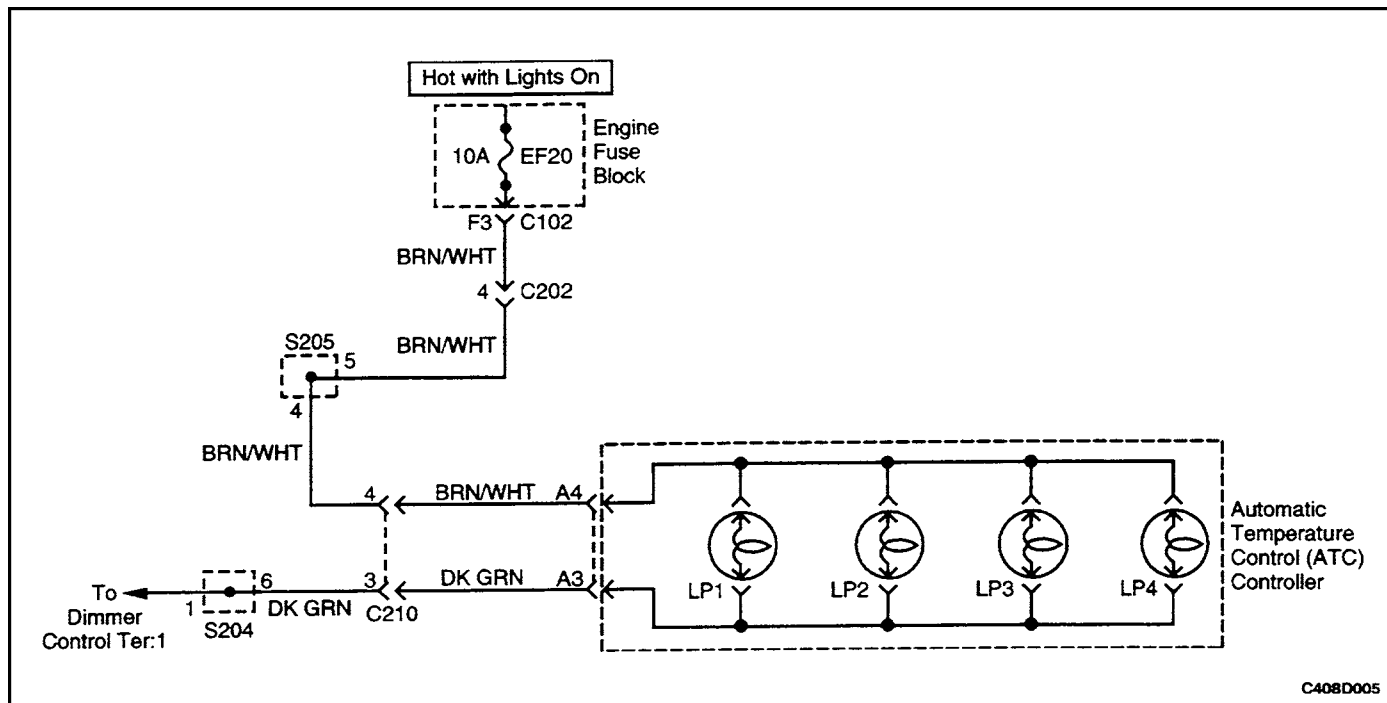 Hot with Lights On
10A
EF20
Engine
Fuse
Block
F3
C102
BRN/WHT
4
C202
BRN/WHT
S205
5
4
BRN/WHT
4
BRN/WHT
A4
Automatic
Temperature
Control (ATC)
Controller
LP1
LP2
LP3
LP4
To
Dimmer
Control Ter:1
1
S204
6
DK GRN
3
C210
DK GRN
A3
C408D005